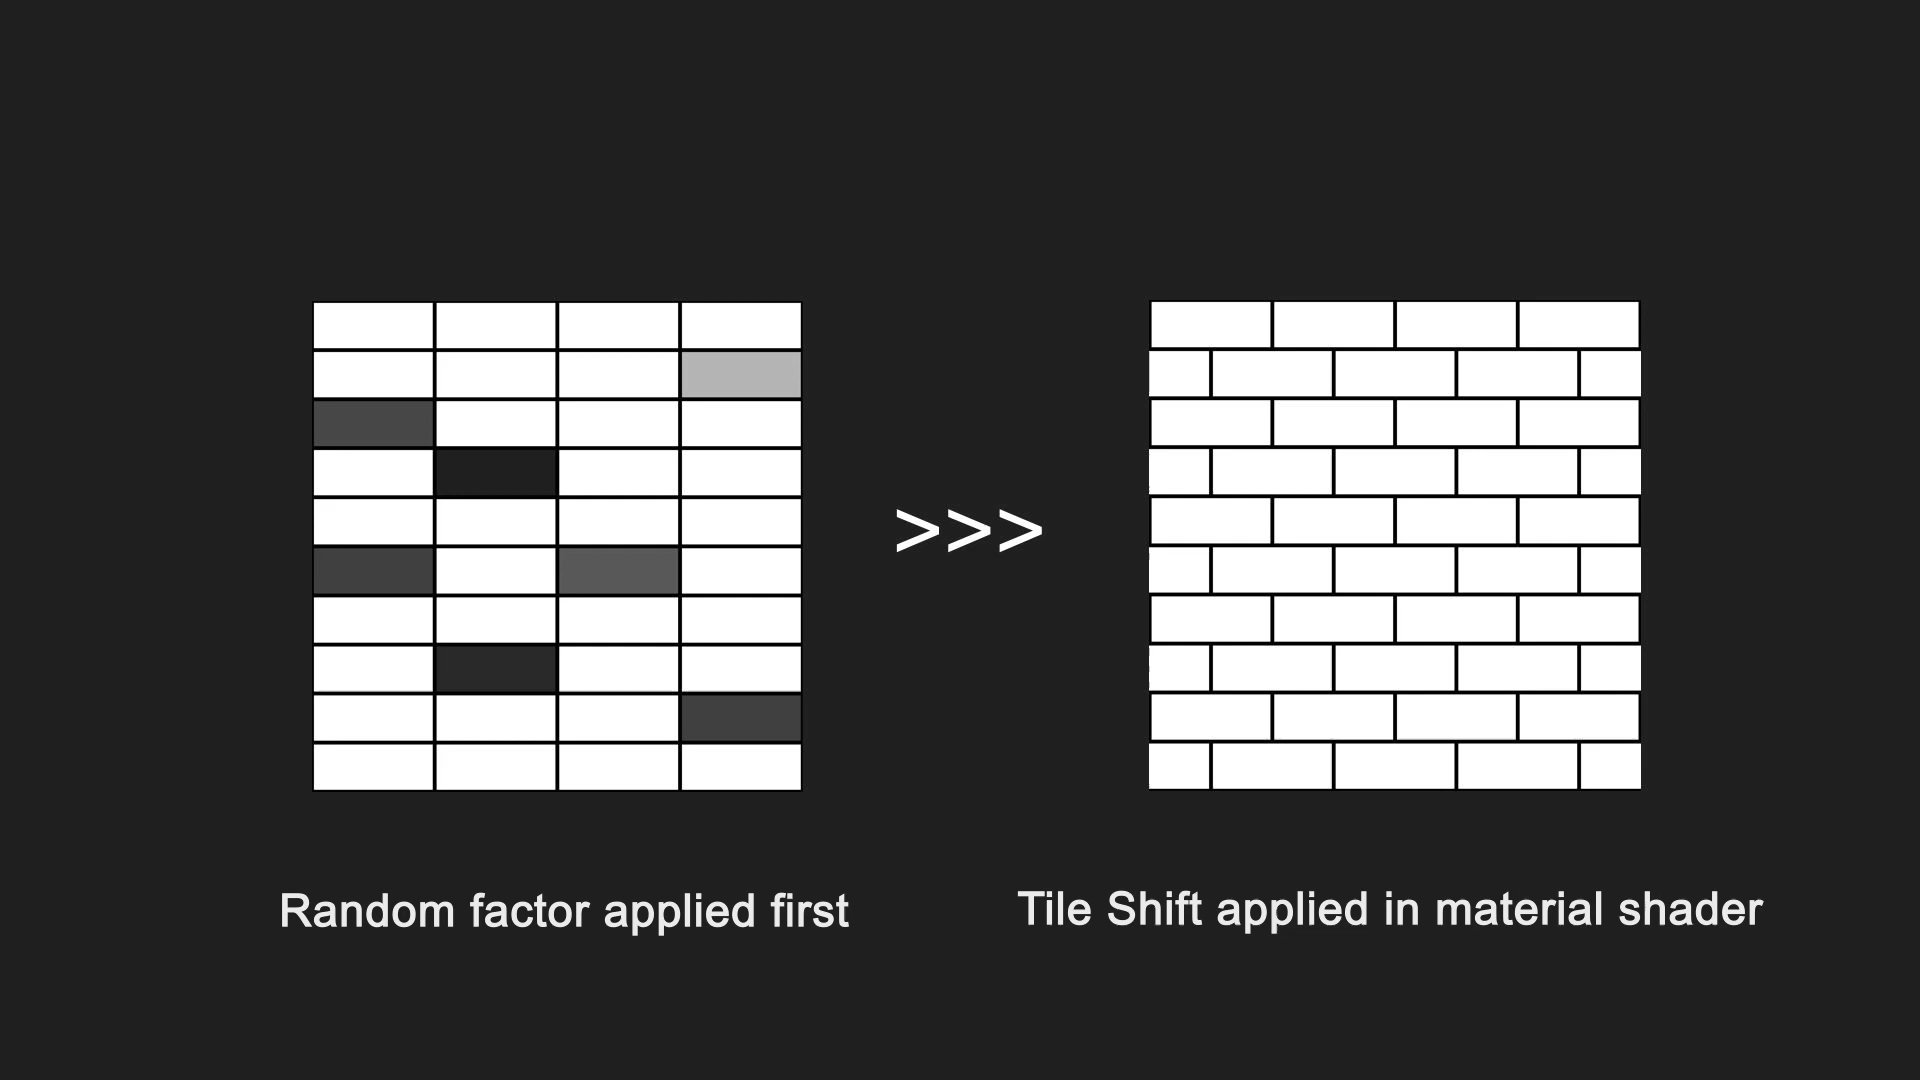 >>>
Random factor applied first
Tile Shift applied in material shader